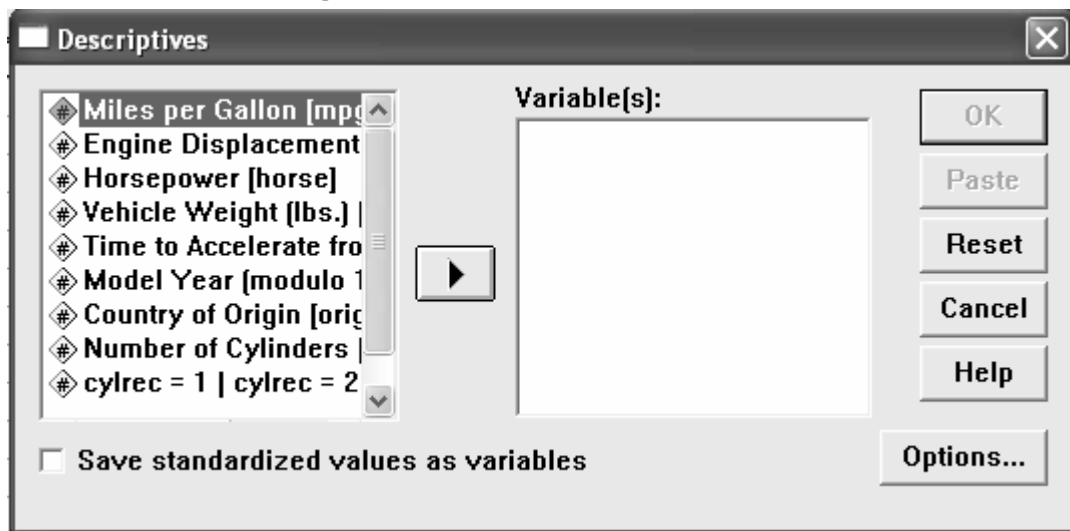 Descriptives
Miles per Gallon [mpg
Engine Displacement
Horsepower [horse]
Vehicle Weight (lbs.) [
Time to Accelerate fro
Model Year (modulo 1
Country of Origin [orig
Number of Cylinders [
cylrec = 1 | cylrec = 2
Variable(s):
OK
Paste
Reset
Cancel
Help
Save standardized values as variables
Options...